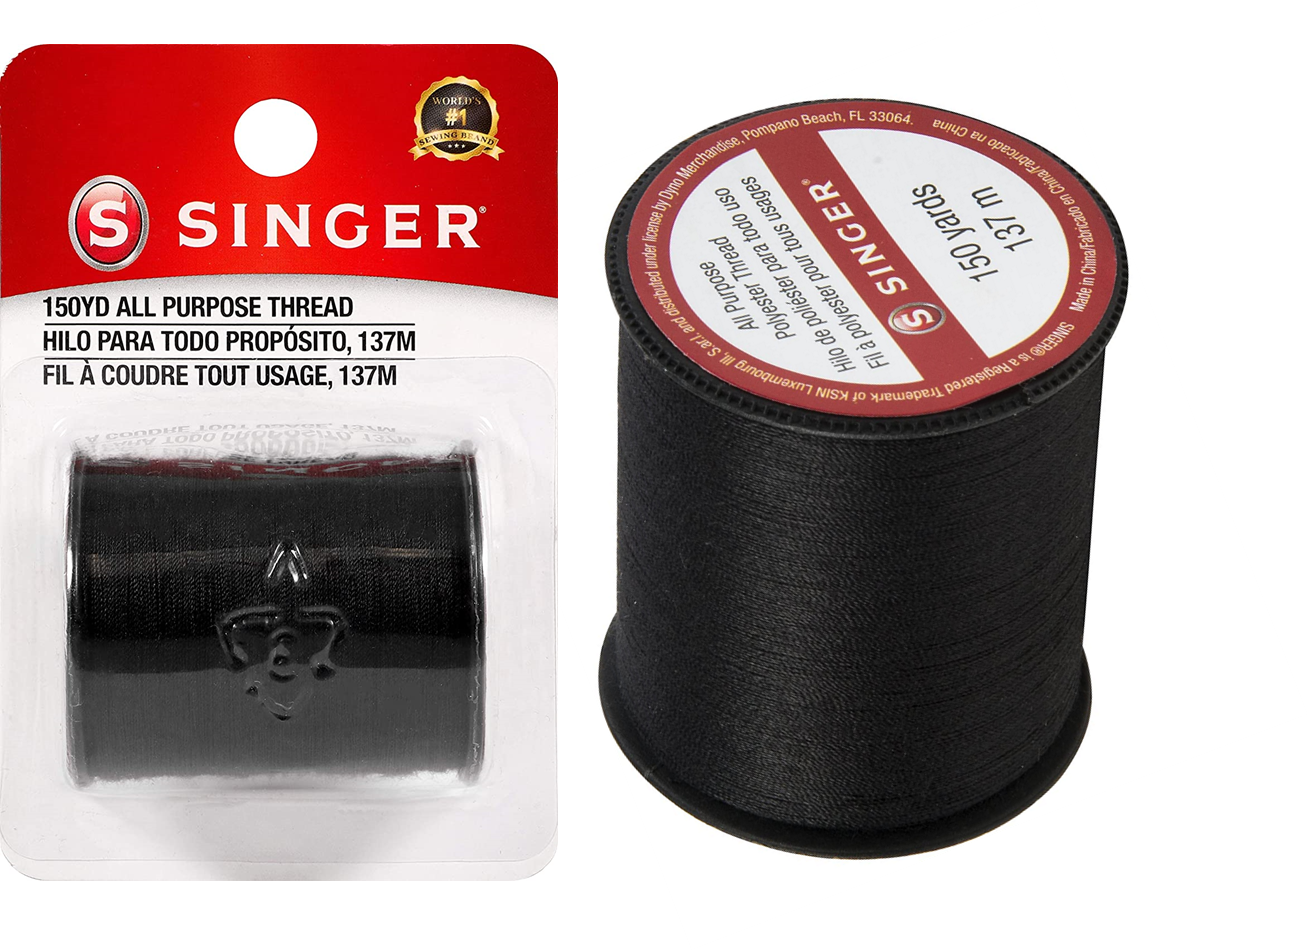 WORLD'S
#1
SEWING BRAND
S SINGER®
150YD ALL PURPOSE THREAD
HILO PARA TODO PROPÓSITO, 137M
FIL À COUDRE TOUT USAGE, 137M
SINGER® is a Registered Trademark of KSIN Luxembourg III, S.ar.l. and distributed under license by Dyno Merchandise, Pompano Beach, FL 33064.
Made in China/Fabricado en China/Fabricado na China
All Purpose
Polyester Thread
Hilo de poliéster para todo uso
Fil à polyester pour tous usages
S SINGER®
150 yards
137 m